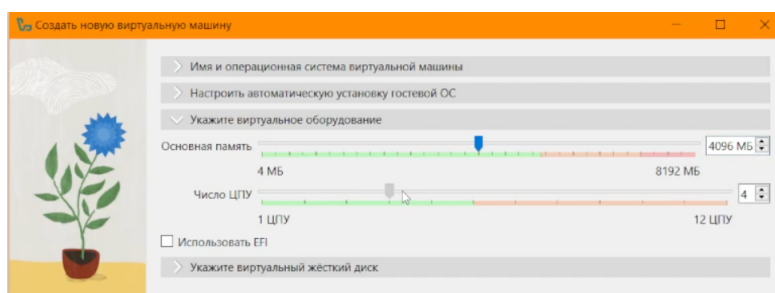 Создать новую виртуальную машину
Имя и операционная система виртуальной машины
Настроить автоматическую установку гостевой ОС
Укажите виртуальное оборудование
Основная память 4096 МБ
4 МБ 8192 МБ
Число ЦПУ 4
1 ЦПУ 12 ЦПУ
Использовать EFI
Укажите виртуальный жёсткий диск